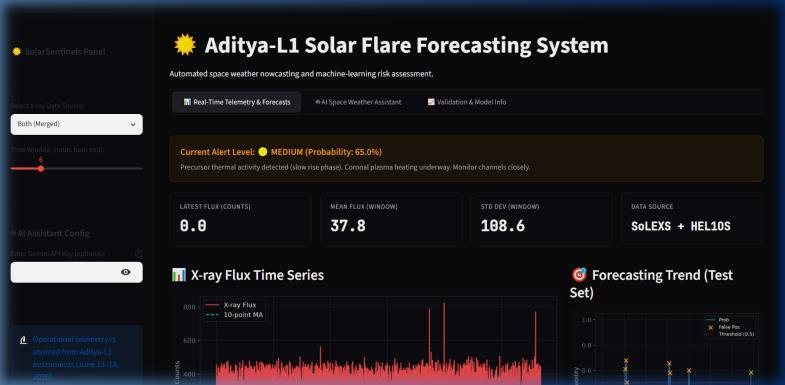 SolarSentinels Panel
Select X-ray Data Source:
Both (Merged)
Time Window (hours from end):
6
AI Assistant Config
Enter Gemini API Key (optional):
Operational telemetry is
sourced from Aditya-L1
instruments (June 13–18,
Aditya-L1 Solar Flare Forecasting System
Automated space weather nowcasting and machine-learning risk assessment.
Real-Time Telemetry & Forecasts
AI Space Weather Assistant
Validation & Model Info
Current Alert Level: MEDIUM (Probability: 65.0%)
Precursor thermal activity detected (slow rise phase). Coronal plasma heating underway. Monitor channels closely.
LATEST FLUX (COUNTS)
0.0
MEAN FLUX (WINDOW)
37.8
STD DEV (WINDOW)
108.6
DATA SOURCE
SoLEXS + HEL1OS
X-ray Flux Time Series
X-ray Flux
10-point MA
800
600
400
Counts
Forecasting Trend (Test
Set)
Prob
False Pos
Threshold (0.5)
1.0
0.8
0.6